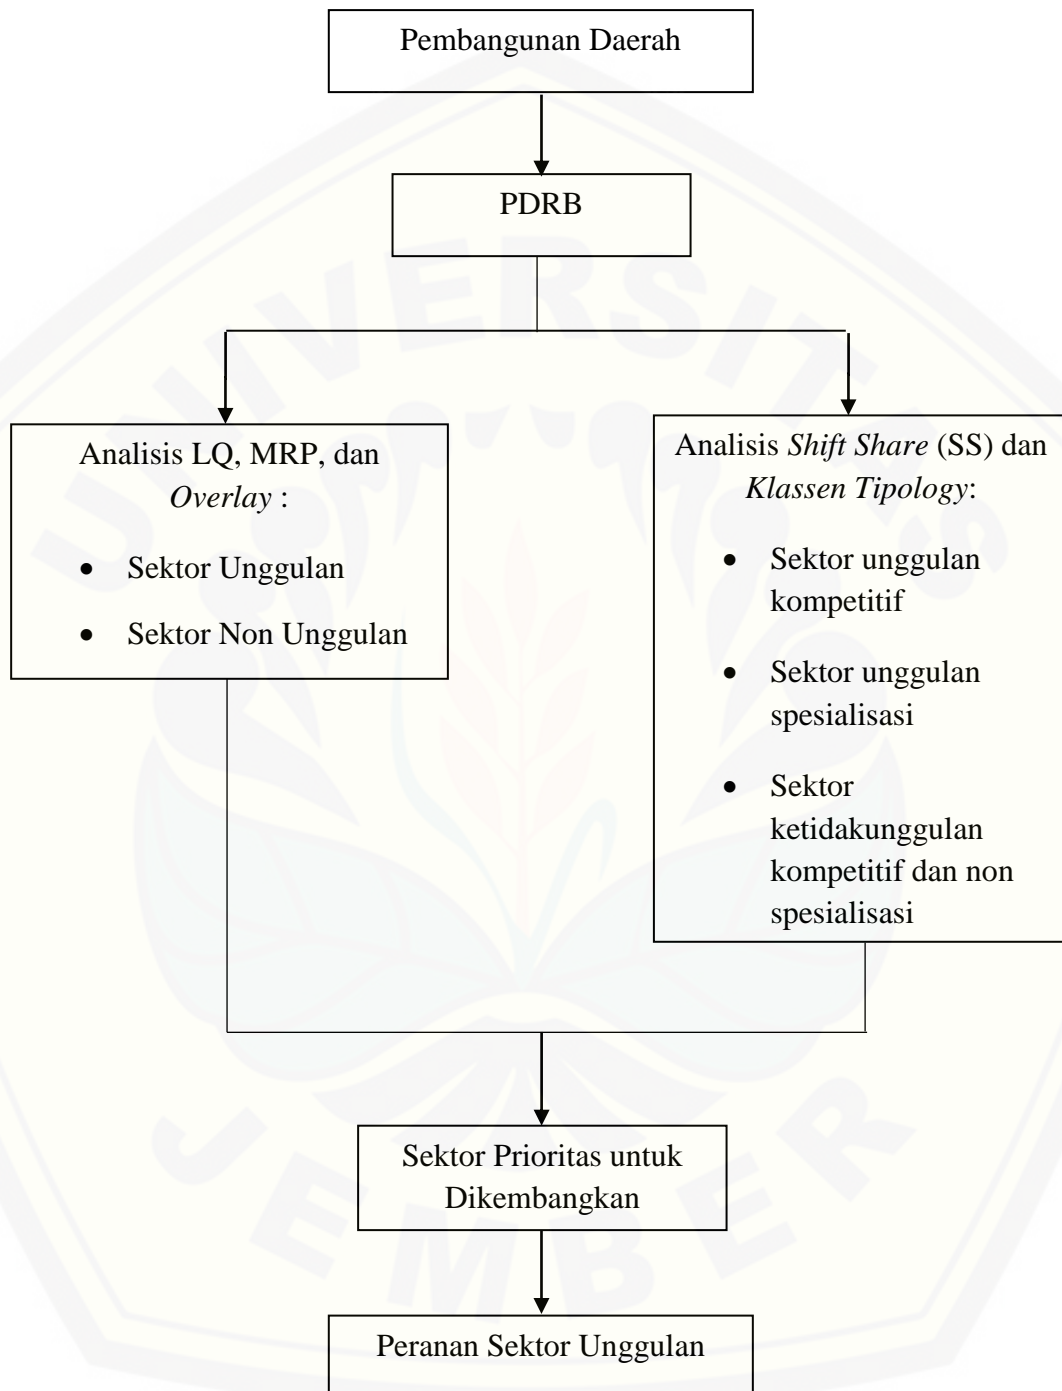 Pembangunan Daerah
PDRB
Analisis LQ, MRP, dan
Overlay :
• Sektor Unggulan
• Sektor Non Unggulan
Analisis Shift Share (SS) dan
Klassen Tipology:
• Sektor unggulan
kompetitif
• Sektor unggulan
spesialisasi
• Sektor
ketidakunggulan
kompetitif dan non
spesialisasi
Sektor Prioritas untuk
Dikembangkan
Peranan Sektor Unggulan
UNIVERSITAS
JEMBER